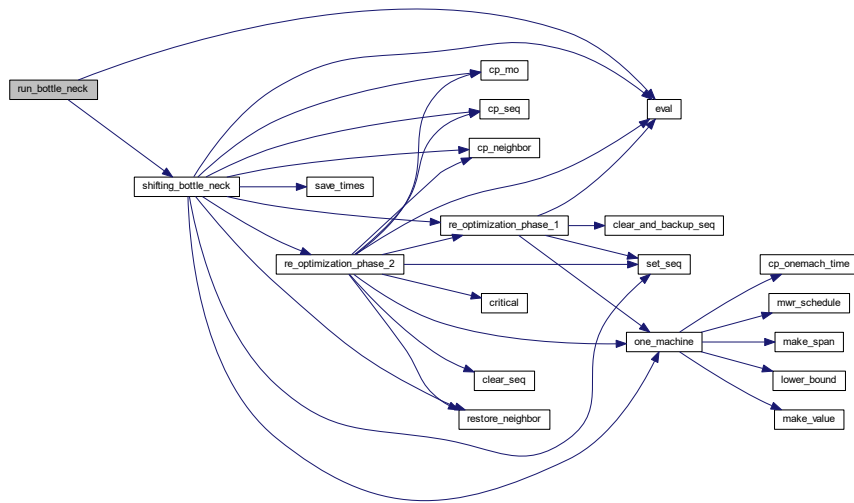 run_bottle_neck
shifting_bottle_neck
cp_mo
cp_seq
cp_neighbor
save_times
eval
re_optimization_phase_1
re_optimization_phase_2
clear_and_backup_seq
set_seq
critical
clear_seq
restore_neighbor
one_machine
cp_onemach_time
mwr_schedule
make_span
lower_bound
make_value